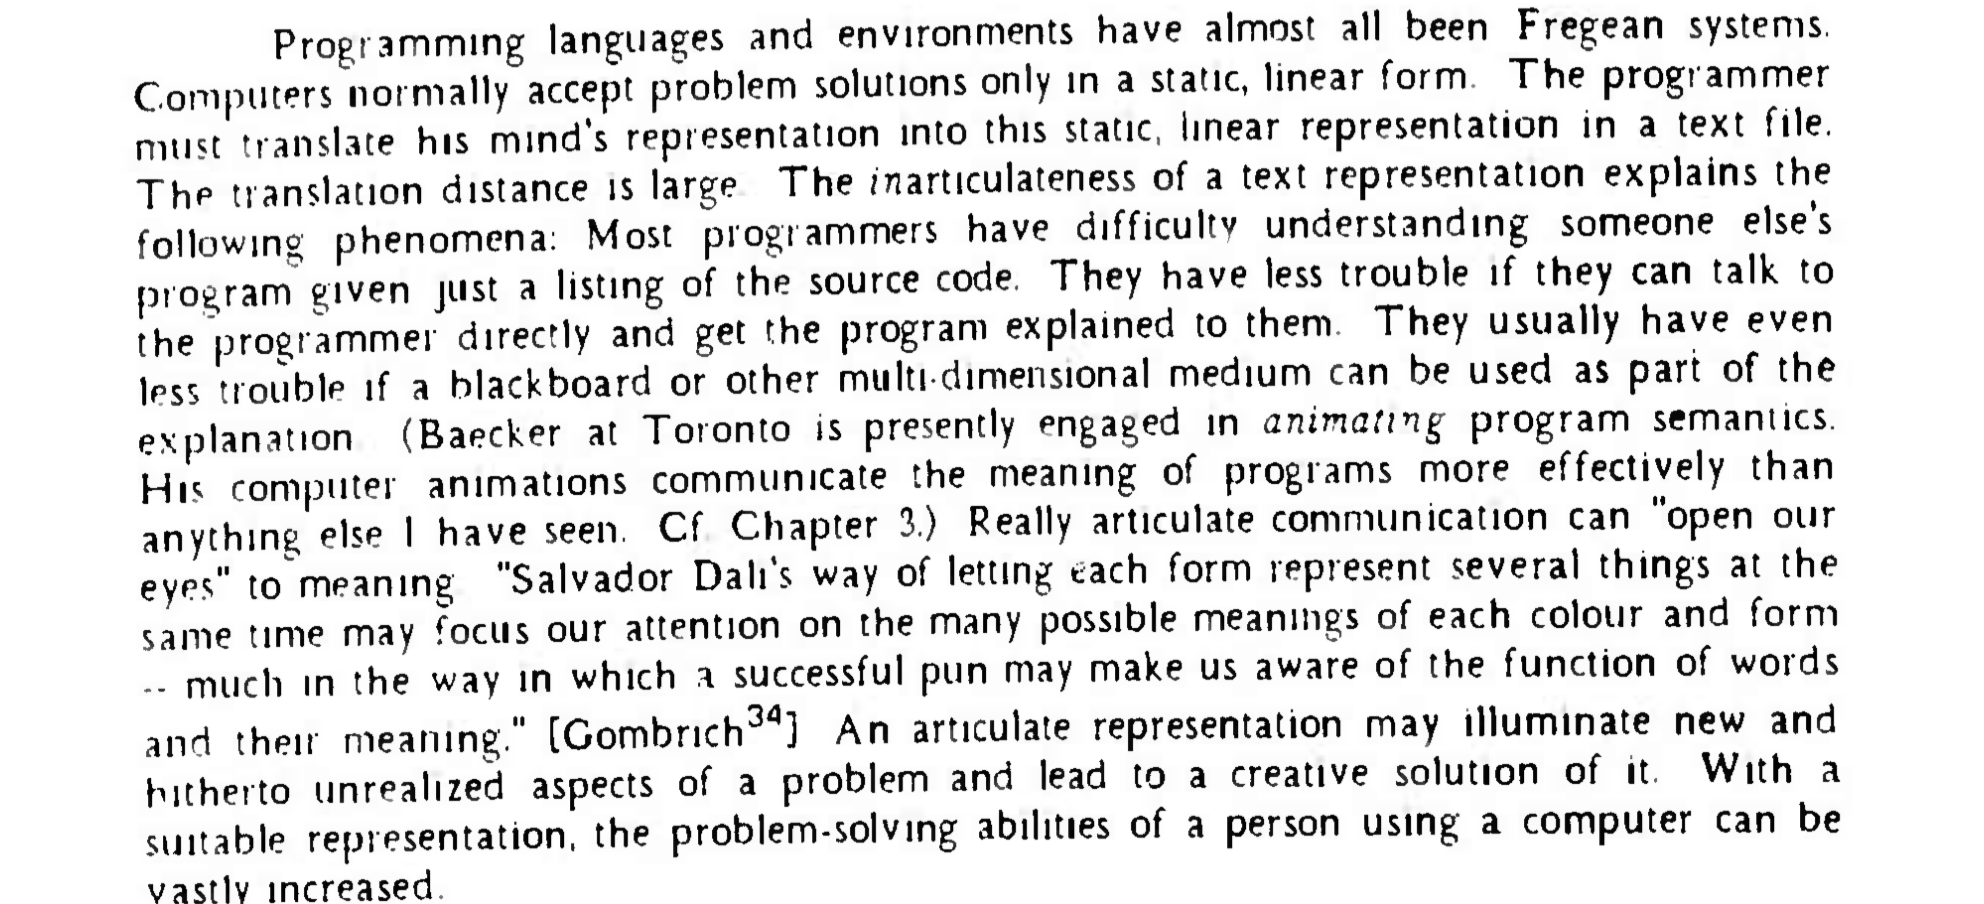 Programming languages and environments have almost all been Fregean systems.
Computers normally accept problem solutions only in a static, linear form. The programmer
must translate his mind's representation into this static, linear representation in a text file.
The translation distance is large. The inarticulateness of a text representation explains the
following phenomena: Most programmers have difficulty understanding someone else's
program given just a listing of the source code. They have less trouble if they can talk to
the programmer directly and get the program explained to them. They usually have even
less trouble if a blackboard or other multi-dimensional medium can be used as part of the
explanation. (Baecker at Toronto is presently engaged in animating program semantics.
His computer animations communicate the meaning of programs more effectively than
anything else I have seen. Cf. Chapter 3.) Really articulate communication can "open our
eyes" to meaning. "Salvador Dali's way of letting each form represent several things at the
same time may focus our attention on the many possible meanings of each colour and form
-- much in the way in which a successful pun may make us aware of the function of words
and their meaning." [Gombrich34] An articulate representation may illuminate new and
hitherto unrealized aspects of a problem and lead to a creative solution of it. With a
suitable representation, the problem-solving abilities of a person using a computer can be
vastly increased.